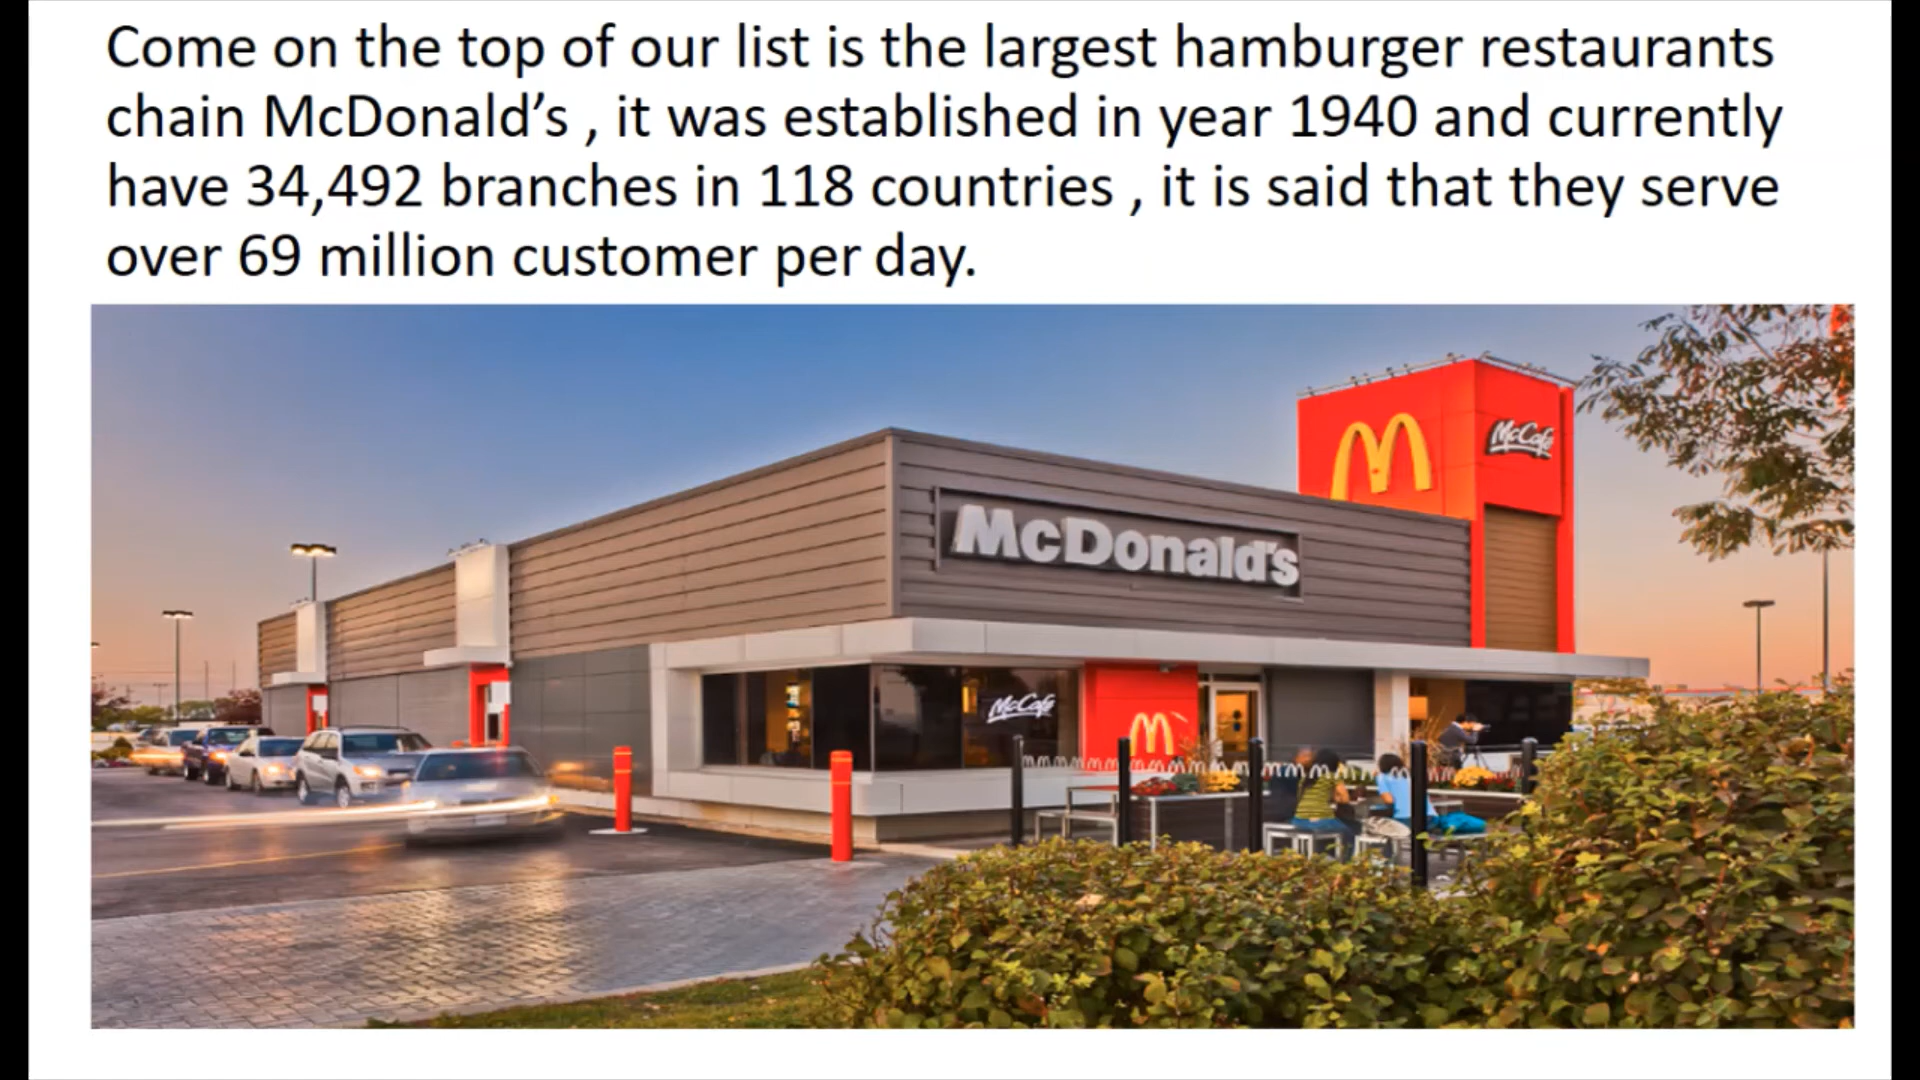 Come on the top of our list is the largest hamburger restaurants
chain McDonald’s , it was established in year 1940 and currently
have 34,492 branches in 118 countries , it is said that they serve
over 69 million customer per day.
McCafe
McDonald's
McCafe